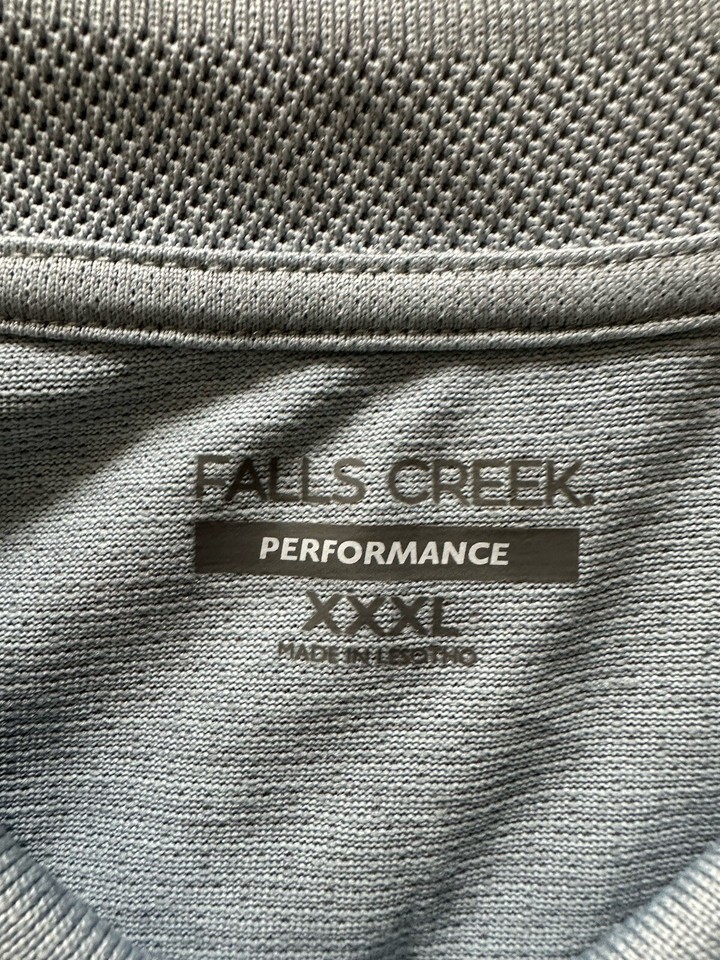 FALLS CREEK.
PERFORMANCE
XXXL
MADE IN LESOTHO